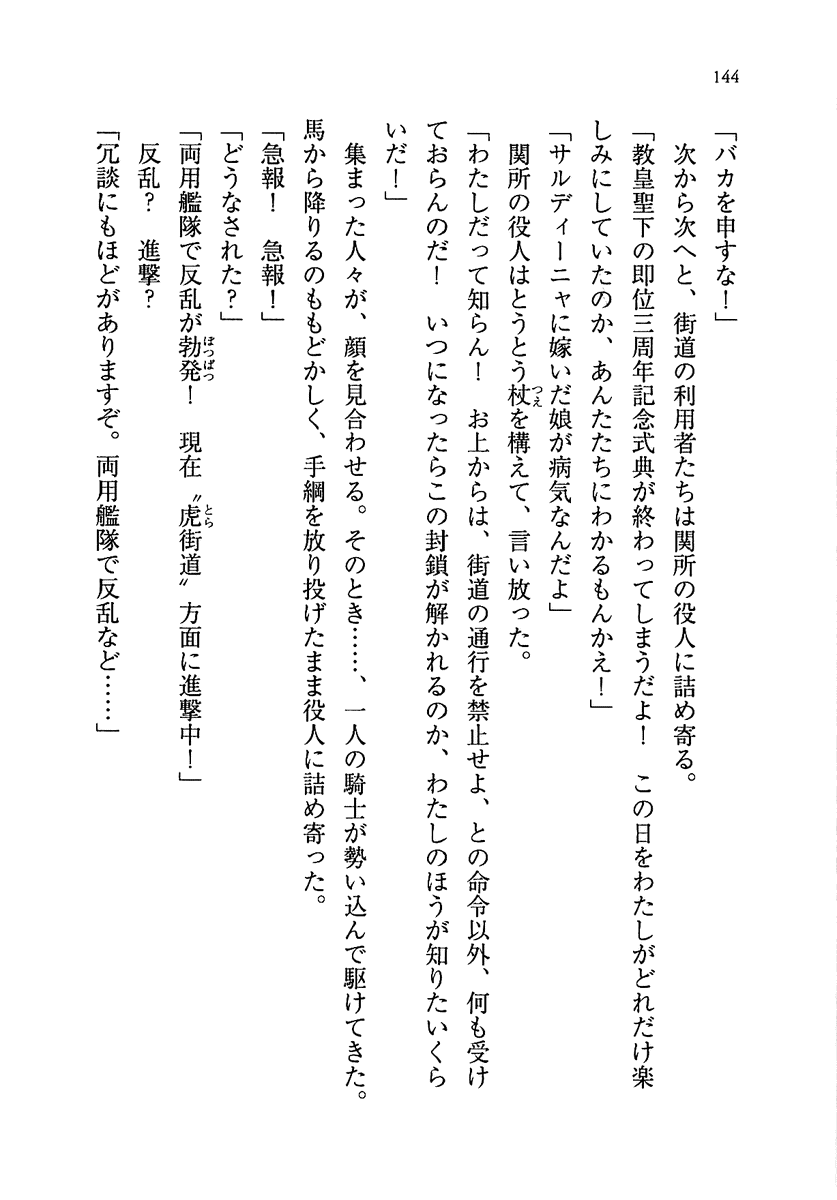 144
「バカを申すな！」
　次から次へと、街道の利用者たちは関所の役人に詰め寄る。
「教皇聖下の即位三周年記念式典が終わってしまうだよ！　この日をわたしがどれだけ楽
しみにしていたのか、あんたたちにわかるもんかえ！」
「サルディーニャに嫁いだ娘が病気なんだよ」
　関所の役人はとうとう杖を構えて、言い放った。
「わたしだって知らん！　お上からは、街道の通行を禁止せよ、との命令以外、何も受け
ておらんのだ！　いつになったらこの封鎖が解かれるのか、わたしのほうが知りたいくら
いだ！」
　集まった人々が、顔を見合わせる。そのとき……、一人の騎士が勢い込んで駆けてきた。
馬から降りるのももどかしく、手綱を放り投げたまま役人に詰め寄った。
「急報！　急報！」
「どうなされた？」
「両用艦隊で反乱が勃発！　現在〝虎街道〟方面に進撃中！」
　反乱？　進撃？
「冗談にもほどがありますぞ。両用艦隊で反乱など……」